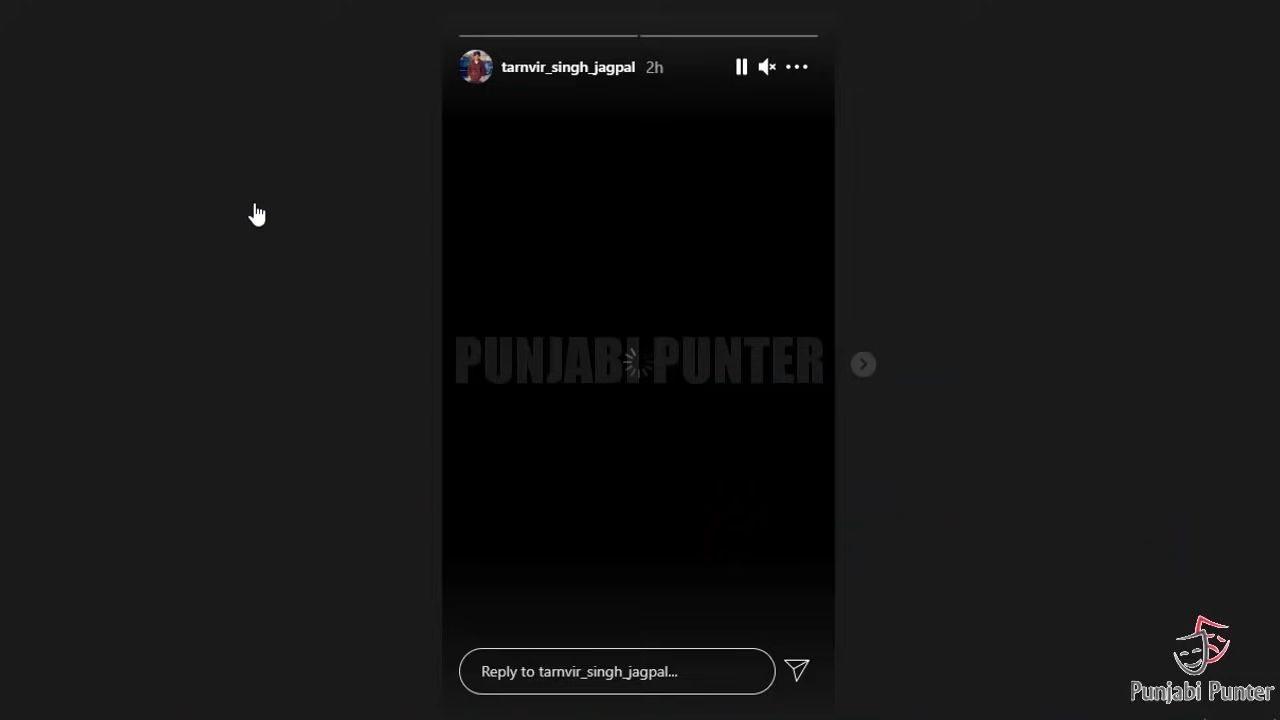 tarnvir_singh_jagpal 2h
PUNJABI PUNTER
Reply to tarnvir_singh_jagpal...
Punjabi Punter